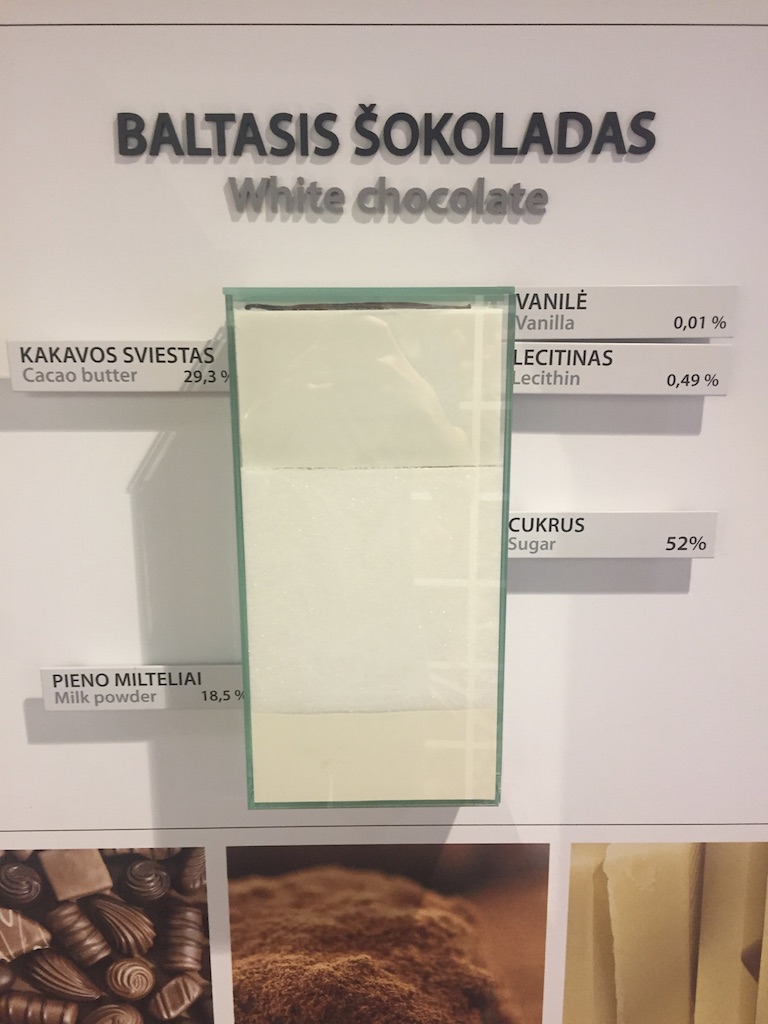 BALTASIS ŠOKOLADAS
White chocolate
VANILĖ
Vanilla 0,01 %
KAKAVOS SVIESTAS
Cacao butter 29,3 %
LECITINAS
Lecithin 0,49 %
CUKRUS
Sugar 52%
PIENO MILTELIAI
Milk powder 18,5 %